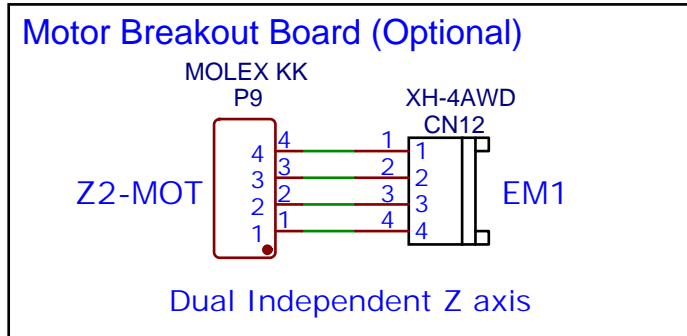 Motor Breakout Board (Optional)
MOLEX KK
P9
XH-4AWD
CN12
4 4 1 1
3 3 2 2
Z2-MOT
EM1
2 2 3 3
1 1 4 4
Dual Independent Z axis